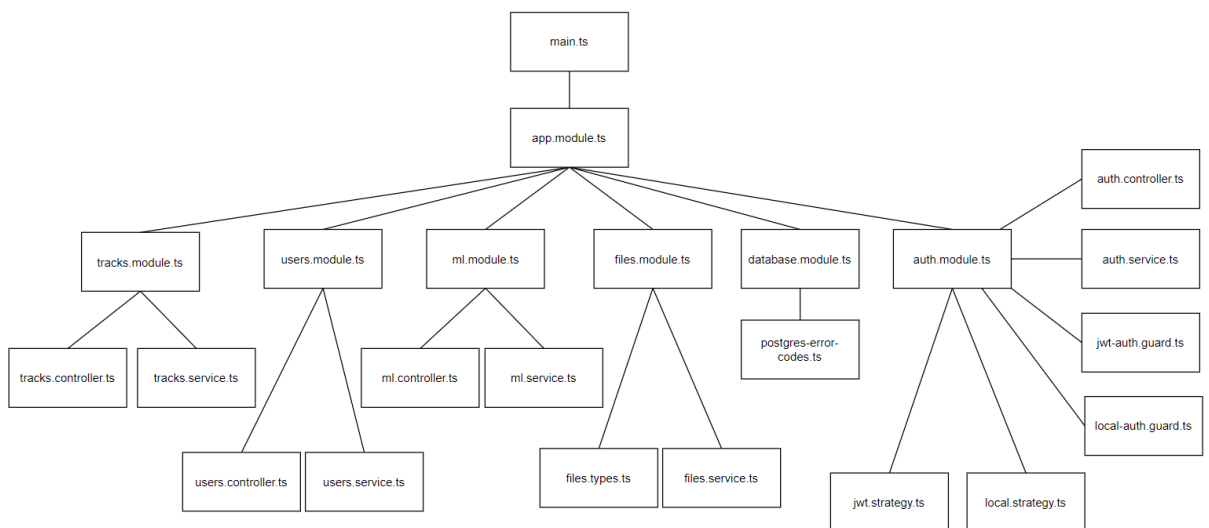 main.ts
app.module.ts
auth.controller.ts
tracks.module.ts
users.module.ts
ml.module.ts
files.module.ts
database.module.ts
auth.module.ts
auth.service.ts
postgres-error-
codes.ts
jwt-auth.guard.ts
tracks.controller.ts
tracks.service.ts
ml.controller.ts
ml.service.ts
local-auth.guard.ts
users.controller.ts
users.service.ts
files.types.ts
files.service.ts
jwt.strategy.ts
local.strategy.ts